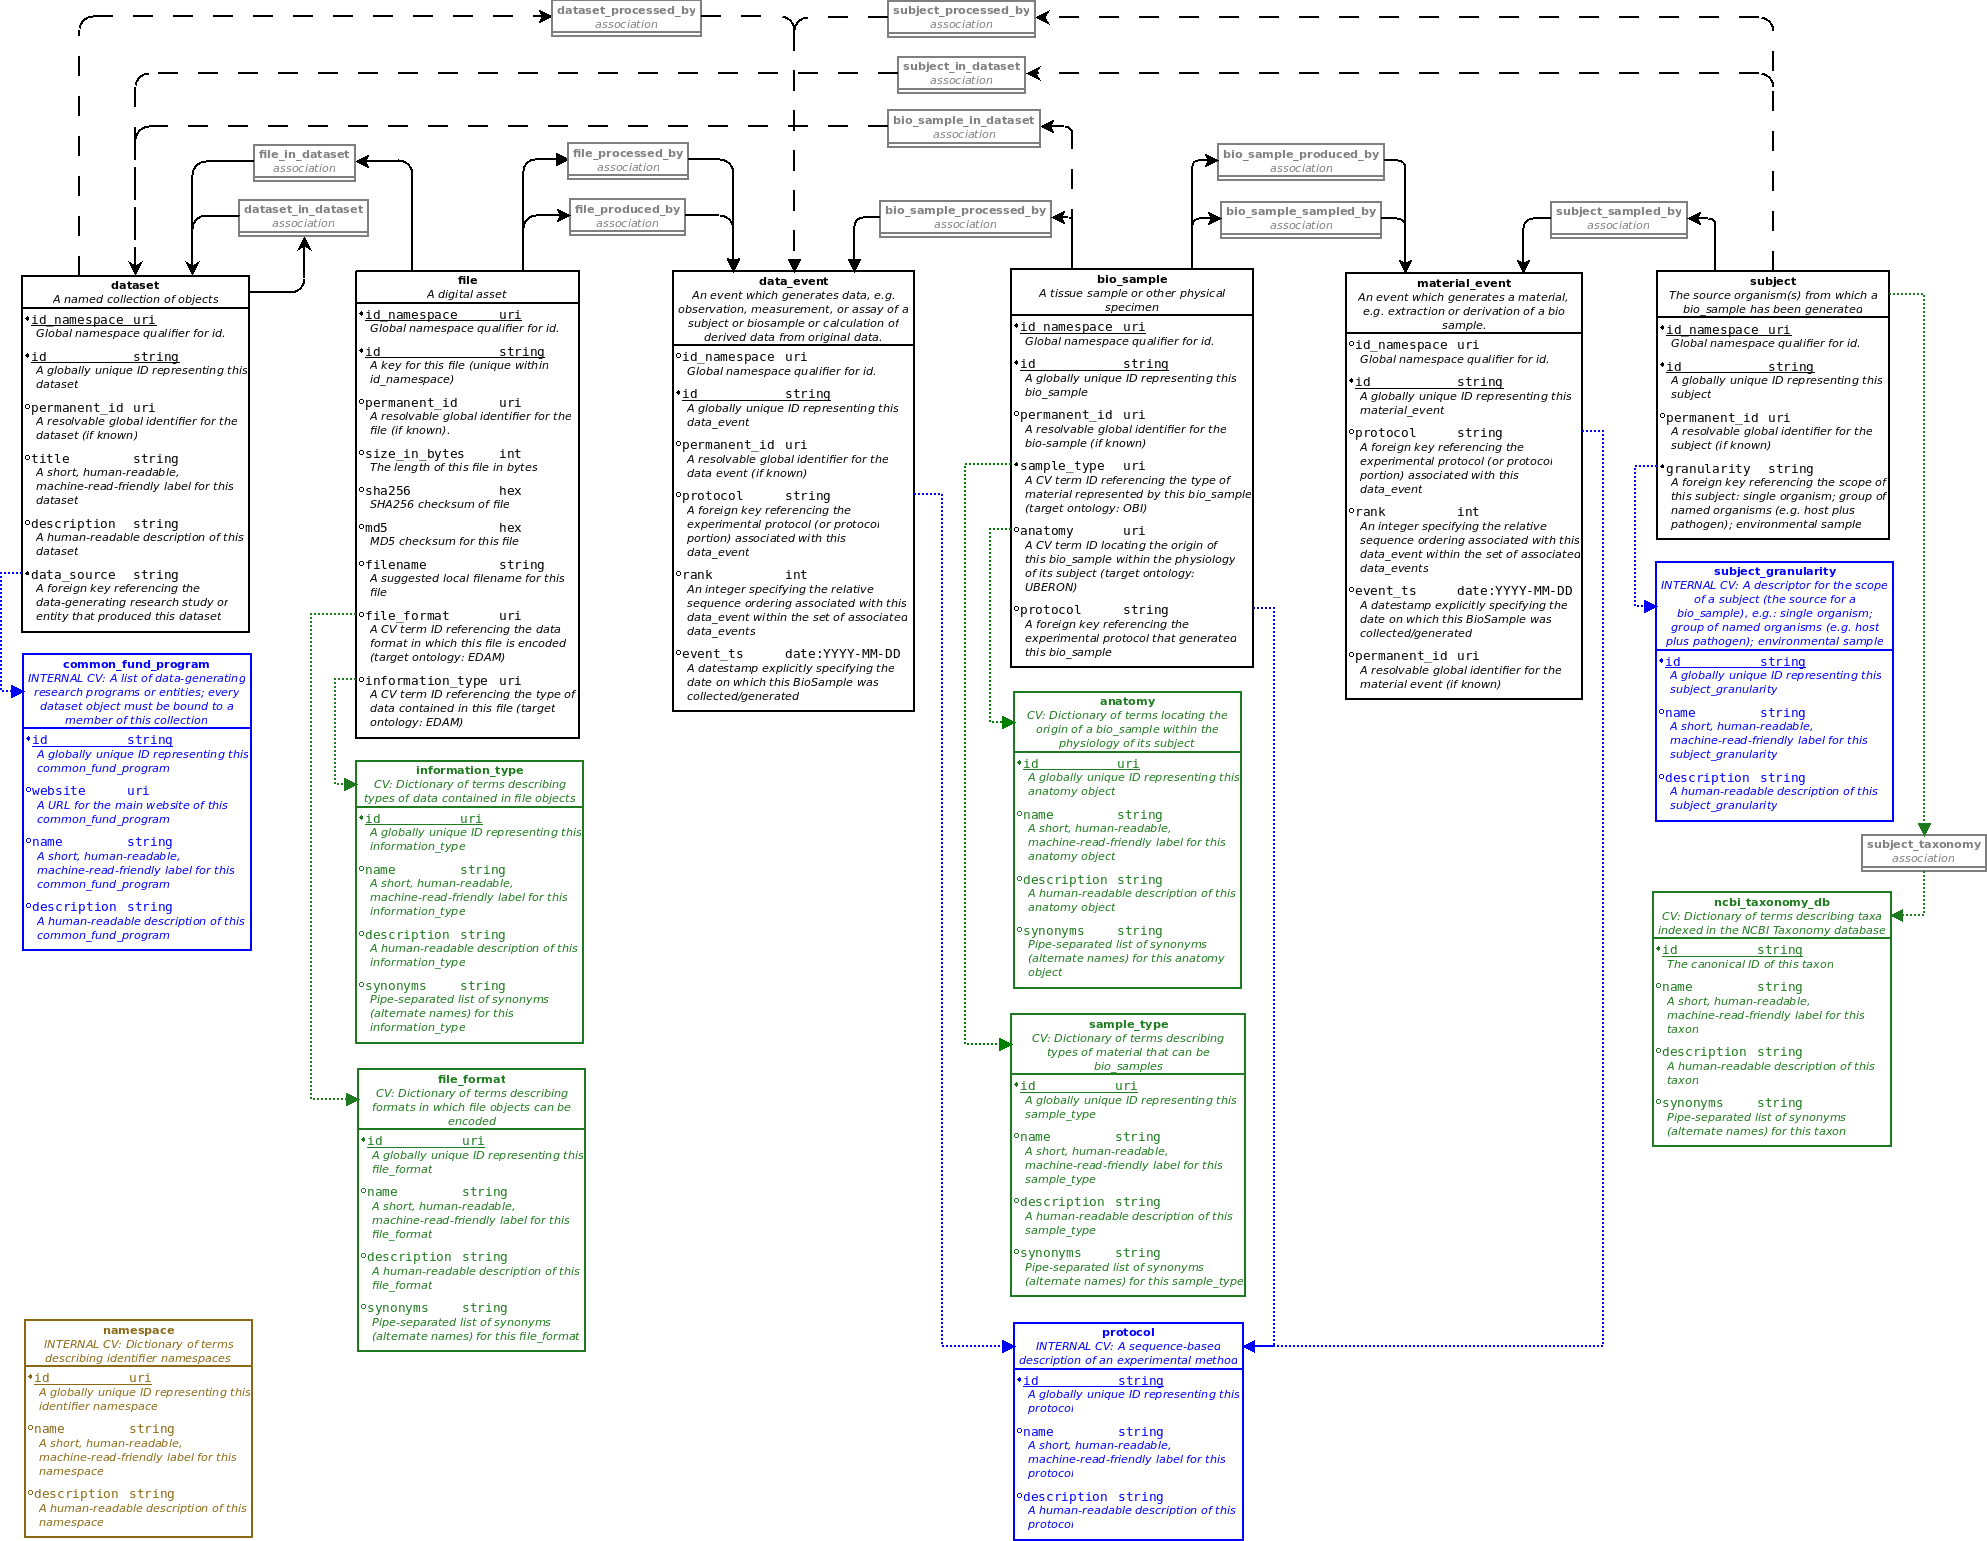 dataset_processed_by
association
subject_processed_by
association
subject_in_dataset
association
bio_sample_in_dataset
association
file_in_dataset
association
file_processed_by
association
bio_sample_produced_by
association
dataset_in_dataset
association
file_produced_by
association
bio_sample_processed_by
association
bio_sample_sampled_by
association
subject_sampled_by
association
dataset
A named collection of objects
id_namespace uri
Global namespace qualifier for id.
id string
A globally unique ID representing this
dataset
permanent_id uri
A resolvable global identifier for the
dataset (if known)
title string
A short, human-readable,
machine-read-friendly label for this
dataset
description string
A human-readable description of this
dataset
data_source string
A foreign key referencing the
data-generating research study or
entity that produced this dataset
common_fund_program
INTERNAL CV: A list of data-generating
research programs or entities; every
dataset object must be bound to a
member of this collection
id string
A globally unique ID representing this
common_fund_program
website uri
A URL for the main website of this
common_fund_program
name string
A short, human-readable,
machine-read-friendly label for this
common_fund_program
description string
A human-readable description of this
common_fund_program
namespace
INTERNAL CV: Dictionary of terms
describing identifier namespaces
id uri
A globally unique ID representing this
identifier namespace
name string
A short, human-readable,
machine-read-friendly label for this
namespace
description string
A human-readable description of this
namespace
file
A digital asset
id_namespace uri
Global namespace qualifier for id.
id string
A key for this file (unique within
id_namespace)
permanent_id uri
A resolvable global identifier for the
file (if known).
size_in_bytes int
The length of this file in bytes
sha256 hex
SHA256 checksum of file
md5 hex
MD5 checksum for this file
filename string
A suggested local filename for this
file
file_format uri
A CV term ID referencing the data
format in which this file is encoded
(target ontology: EDAM)
information_type uri
A CV term ID referencing the type of
data contained in this file (target
ontology: EDAM)
information_type
CV: Dictionary of terms describing
types of data contained in file objects
id uri
A globally unique ID representing this
information_type
name string
A short, human-readable,
machine-read-friendly label for this
information_type
description string
A human-readable description of this
information_type
synonyms string
Pipe-separated list of synonyms
(alternate names) for this
information_type
file_format
CV: Dictionary of terms describing
formats in which file objects can be
encoded
id uri
A globally unique ID representing this
file_format
name string
A short, human-readable,
machine-read-friendly label for this
file_format
description string
A human-readable description of this
file_format
synonyms string
Pipe-separated list of synonyms
(alternate names) for this file_format
data_event
An event which generates data, e.g.
observation, measurement, or assay of a
subject or biosample or calculation of
derived data from original data.
id_namespace uri
Global namespace qualifier for id.
id string
A globally unique ID representing this
data_event
permanent_id uri
A resolvable global identifier for the
data event (if known)
protocol string
A foreign key referencing the
experimental protocol (or protocol
portion) associated with this
data_event
rank int
An integer specifying the relative
sequence ordering associated with this
data_event within the set of associated
data_events
event_ts date:YYYY-MM-DD
A datestamp explicitly specifying the
date on which this BioSample was
collected/generated
bio_sample
A tissue sample or other physical
specimen
id_namespace uri
Global namespace qualifier for id.
id string
A globally unique ID representing this
bio_sample
permanent_id uri
A resolvable global identifier for the
bio-sample (if known)
sample_type uri
A CV term ID referencing the type of
material represented by this bio_sample
(target ontology: OBI)
anatomy uri
A CV term ID locating the origin of
this bio_sample within the physiology
of its subject (target ontology:
UBERON)
protocol string
A foreign key referencing the
experimental protocol that generated
this bio_sample
anatomy
CV: Dictionary of terms locating the
origin of a bio_sample within the
physiology of its subject
id uri
A globally unique ID representing this
anatomy object
name string
A short, human-readable,
machine-read-friendly label for this
anatomy object
description string
A human-readable description of this
anatomy object
synonyms string
Pipe-separated list of synonyms
(alternate names) for this anatomy
object
sample_type
CV: Dictionary of terms describing
types of material that can be
bio_samples
id uri
A globally unique ID representing this
sample_type
name string
A short, human-readable,
machine-read-friendly label for this
sample_type
description string
A human-readable description of this
sample_type
synonyms string
Pipe-separated list of synonyms
(alternate names) for this sample_type
protocol
INTERNAL CV: A sequence-based
description of an experimental method
id string
A globally unique ID representing this
protocol
name string
A short, human-readable,
machine-read-friendly label for this
protocol
description string
A human-readable description of this
protocol
material_event
An event which generates a material,
e.g. extraction or derivation of a bio
sample.
id_namespace uri
Global namespace qualifier for id.
id string
A globally unique ID representing this
material_event
protocol string
A foreign key referencing the
experimental protocol (or protocol
portion) associated with this
data_event
rank int
An integer specifying the relative
sequence ordering associated with this
data_event within the set of associated
data_events
event_ts date:YYYY-MM-DD
A datestamp explicitly specifying the
date on which this BioSample was
collected/generated
permanent_id uri
A resolvable global identifier for the
material event (if known)
subject
The source organism(s) from which a
bio_sample has been generated
id_namespace uri
Global namespace qualifier for id.
id string
A globally unique ID representing this
subject
permanent_id uri
A resolvable global identifier for the
subject (if known)
granularity string
A foreign key referencing the scope of
this subject: single organism; group of
named organisms (e.g. host plus
pathogen); environmental sample
subject_granularity
INTERNAL CV: A descriptor for the scope
of a subject (the source for a
bio_sample), e.g.: single organism;
group of named organisms (e.g. host
plus pathogen); environmental sample
id string
A globally unique ID representing this
subject_granularity
name string
A short, human-readable,
machine-read-friendly label for this
subject_granularity
description string
A human-readable description of this
subject_granularity
subject_taxonomy
association
ncbi_taxonomy_db
CV: Dictionary of terms describing taxa
indexed in the NCBI Taxonomy database
id string
The canonical ID of this taxon
name string
A short, human-readable,
machine-read-friendly label for this
taxon
description string
A human-readable description of this
taxon
synonyms string
Pipe-separated list of synonyms
(alternate names) for this taxon